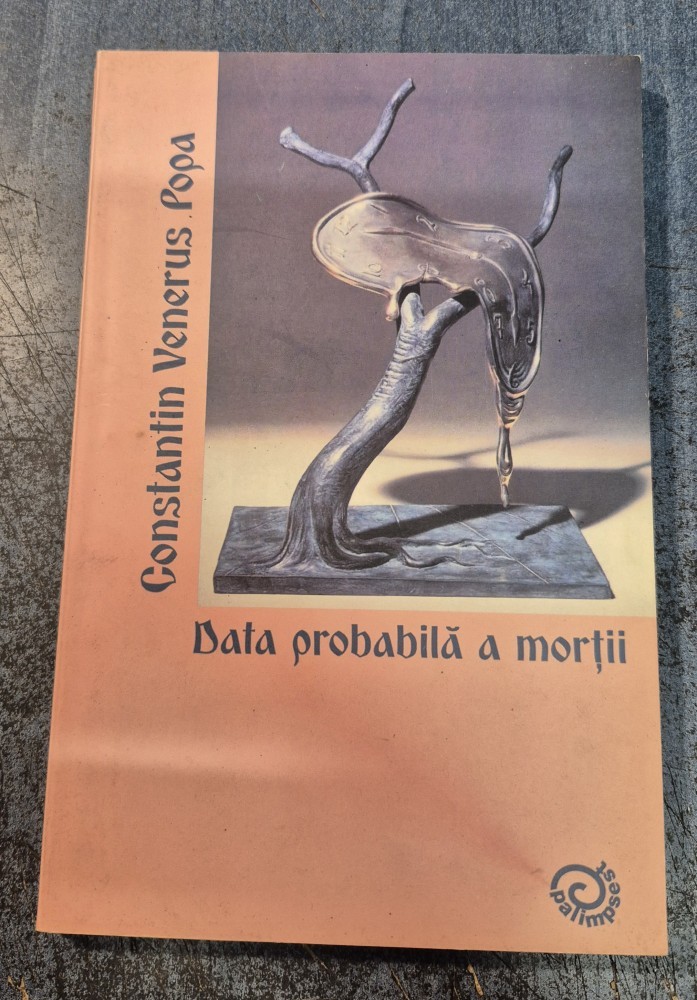 Constantin Venerus Popa
Data probabilă a morții
palimpsest